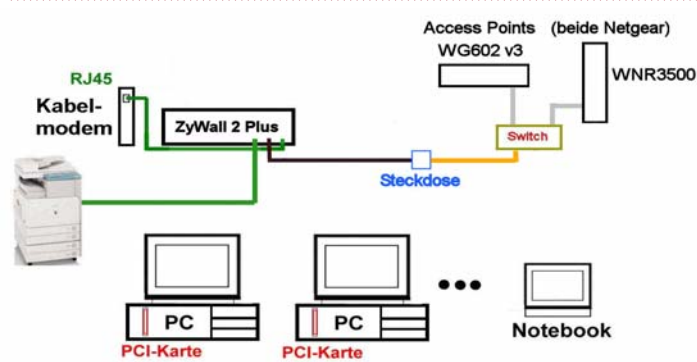 Access Points (beide Netgear)
WG602 v3
WNR3500
RJ45
Kabel-
modem
ZyWall 2 Plus
Switch
Steckdose
PC
PCI-Karte
PC
PCI-Karte
Notebook